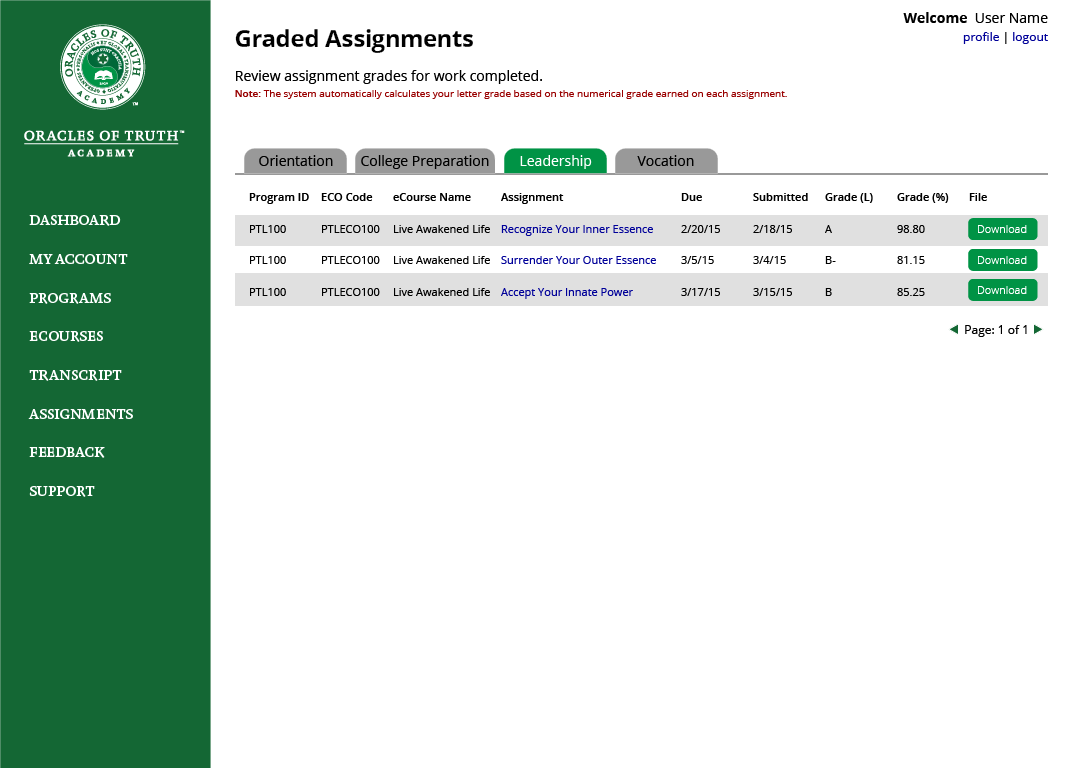 ORACLES OF TRUTH
ACADEMY
ORACLES OF TRUTH™
ACADEMY
DASHBOARD
MY ACCOUNT
PROGRAMS
ECOURSES
TRANSCRIPT
ASSIGNMENTS
FEEDBACK
SUPPORT
Welcome User Name
profile | logout
Graded Assignments
Review assignment grades for work completed.
Note: The system automatically calculates your letter grade based on the numerical grade earned on each assignment.
Orientation College Preparation Leadership Vocation
Program ID ECO Code eCourse Name Assignment Due Submitted Grade (L) Grade (%) File
PTL100 PTLECO100 Live Awakened Life Recognize Your Inner Essence 2/20/15 2/18/15 A 98.80 Download
PTL100 PTLECO100 Live Awakened Life Surrender Your Outer Essence 3/5/15 3/4/15 B- 81.15 Download
PTL100 PTLECO100 Live Awakened Life Accept Your Innate Power 3/17/15 3/15/15 B 85.25 Download
Page: 1 of 1